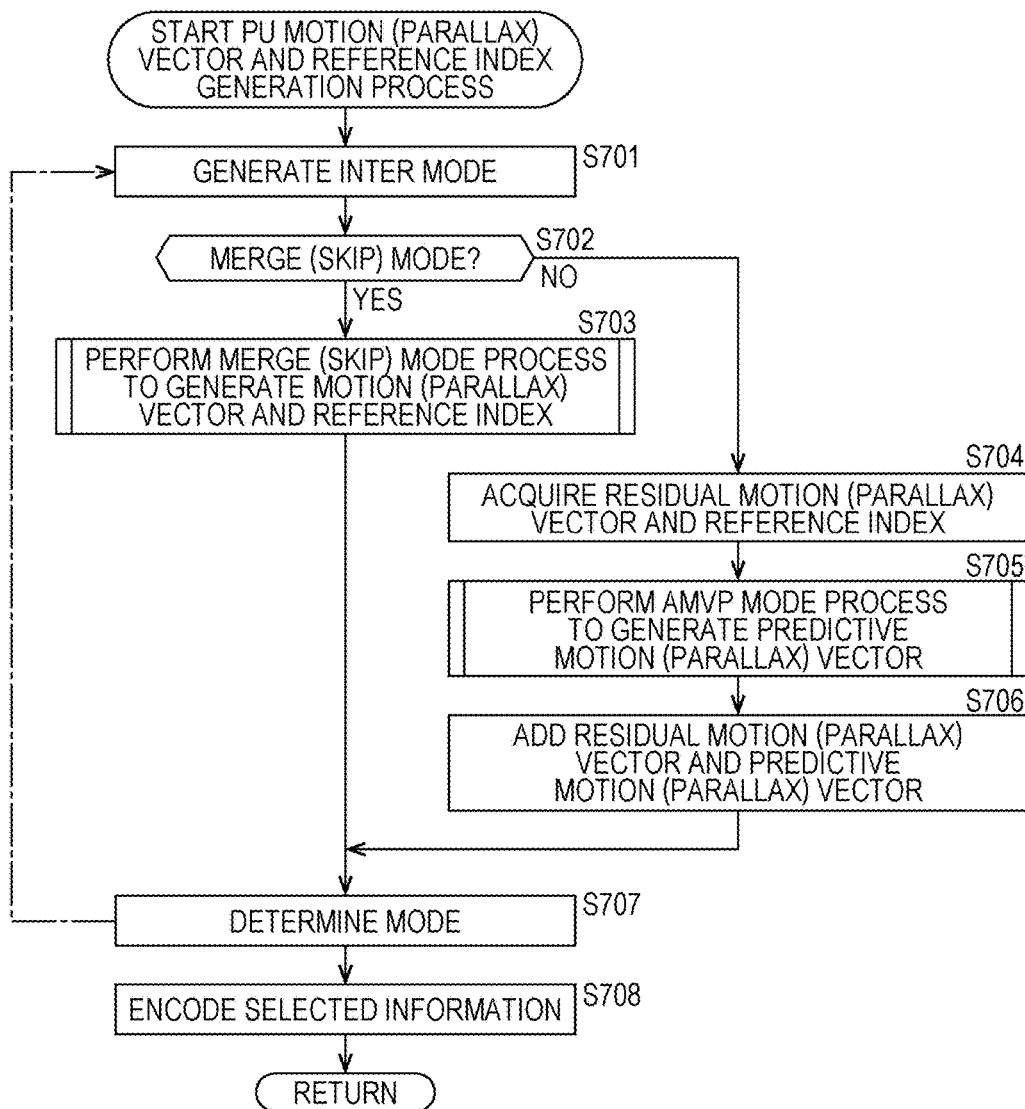 START PU MOTION (PARALLAX)
VECTOR AND REFERENCE INDEX
GENERATION PROCESS
S701
GENERATE INTER MODE
S702
MERGE (SKIP) MODE?
NO
YES
S703
PERFORM MERGE (SKIP) MODE PROCESS
TO GENERATE MOTION (PARALLAX)
VECTOR AND REFERENCE INDEX
S704
ACQUIRE RESIDUAL MOTION (PARALLAX)
VECTOR AND REFERENCE INDEX
S705
PERFORM AMVP MODE PROCESS
TO GENERATE PREDICTIVE
MOTION (PARALLAX) VECTOR
S706
ADD RESIDUAL MOTION (PARALLAX)
VECTOR AND PREDICTIVE
MOTION (PARALLAX) VECTOR
S707
DETERMINE MODE
S708
ENCODE SELECTED INFORMATION
RETURN